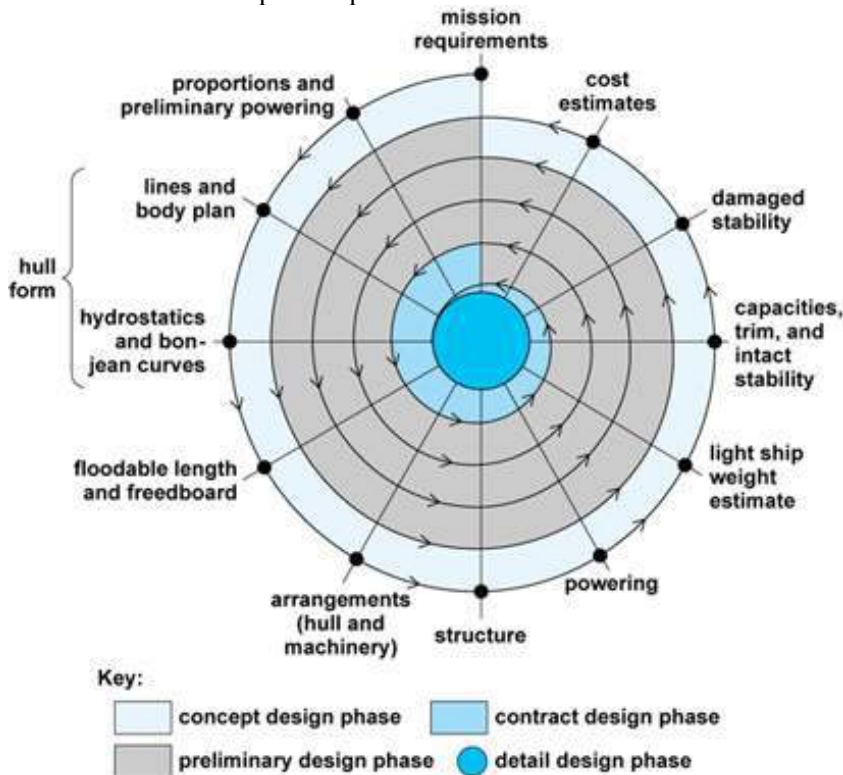 mission
requirements
proportions and
preliminary powering
cost
estimates
lines and
body plan
damaged
stability
hull
form
hydrostatics
and bon-
jean curves
capacities,
trim, and
intact
stability
floodable length
and freedboard
light ship
weight
estimate
arrangements
(hull and
machinery)
structure
powering
Key:
concept design phase
contract design phase
preliminary design phase
detail design phase